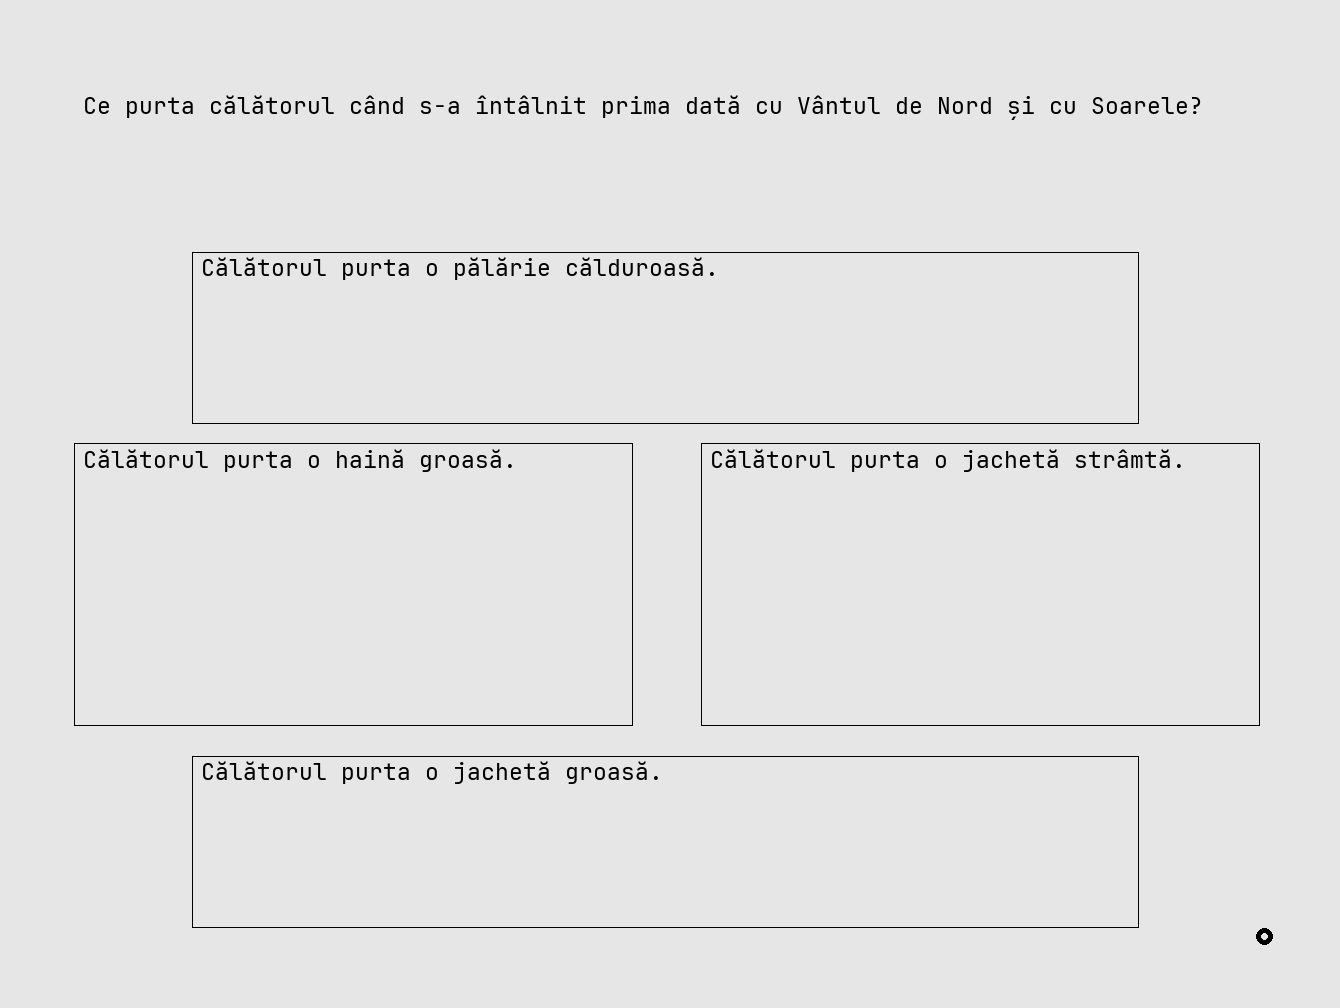 Ce purta călătorul când s-a întâlnit prima dată cu Vântul de Nord și cu Soarele?
Călătorul purta o pălărie călduroasă.
Călătorul purta o haină groasă.
Călătorul purta o jachetă strâmtă.
Călătorul purta o jachetă groasă.